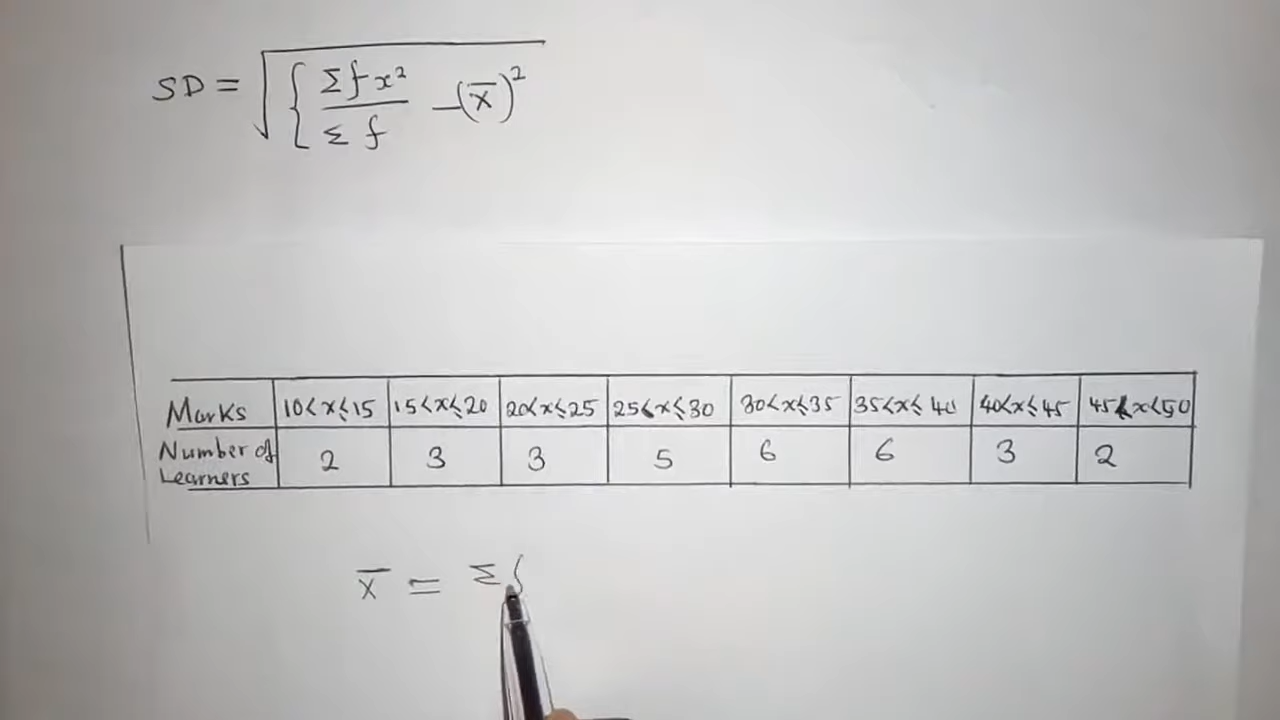 SD = √{ Σfx² / Σf - (x̄)²
Marks 10<x≤15 15<x≤20 20<x≤25 25<x≤30 30<x≤35 35<x≤40 40<x≤45 45<x<50
Number of Learners 2 3 3 5 6 6 3 2
x̄ = Σf